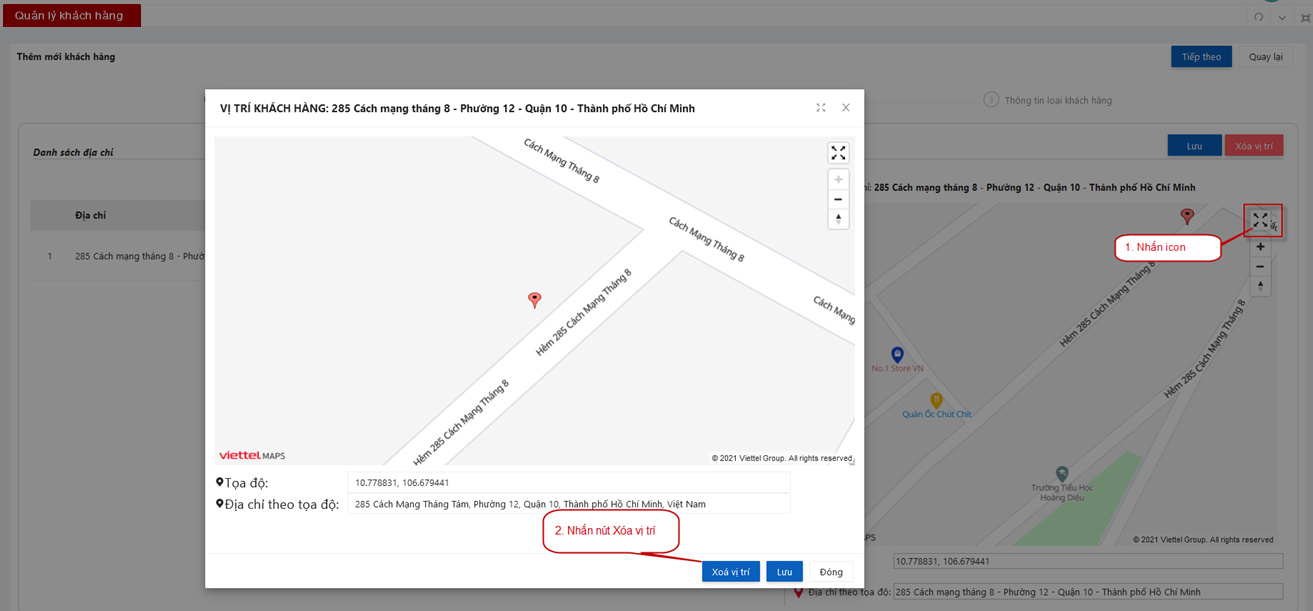 Quản lý khách hàng
Thêm mới khách hàng
Tiếp theo
Quay lại
3 Thông tin loại khách hàng
VỊ TRÍ KHÁCH HÀNG: 285 Cách mạng tháng 8 - Phường 12 - Quận 10 - Thành phố Hồ Chí Minh
Danh sách địa chỉ
Lưu
Xóa vị trí
285 Cách mạng tháng 8 - Phường 12 - Quận 10 - Thành phố Hồ Chí Minh
Địa chỉ
1 285 Cách mạng tháng 8 - Phườ
Cách Mạng Tháng 8
Cách Mạng Tháng 8
Cách Mạng
Hẻm 285 Cách Mạng Tháng 8
Hẻm 285 Cách Mạng Tháng 8
viettel MAPS
© 2021 Viettel Group. All rights reserved.
1. Nhấn icon
Hẻm 285 Cách Mạng Tháng 8
Hẻm 285 Cách Mạng Tháng 8
No.1 Store VN
Quán Ốc Chút Chít
Trường Tiểu Học
Hoàng Diệu
PS
© 2021 Viettel Group. All rights reserved
Tọa độ: 10.778831, 106.679441
Địa chỉ theo tọa độ: 285 Cách Mạng Tháng Tám, Phường 12, Quận 10, Thành phố Hồ Chí Minh, Việt Nam
2. Nhấn nút Xóa vị trí
Xoá vị trí
Lưu
Đóng
10.778831, 106.679441
Địa chỉ theo tọa độ: 285 Cách mạng tháng 8 - Phường 12 - Quận 10 - Thành phố Hồ Chí Minh